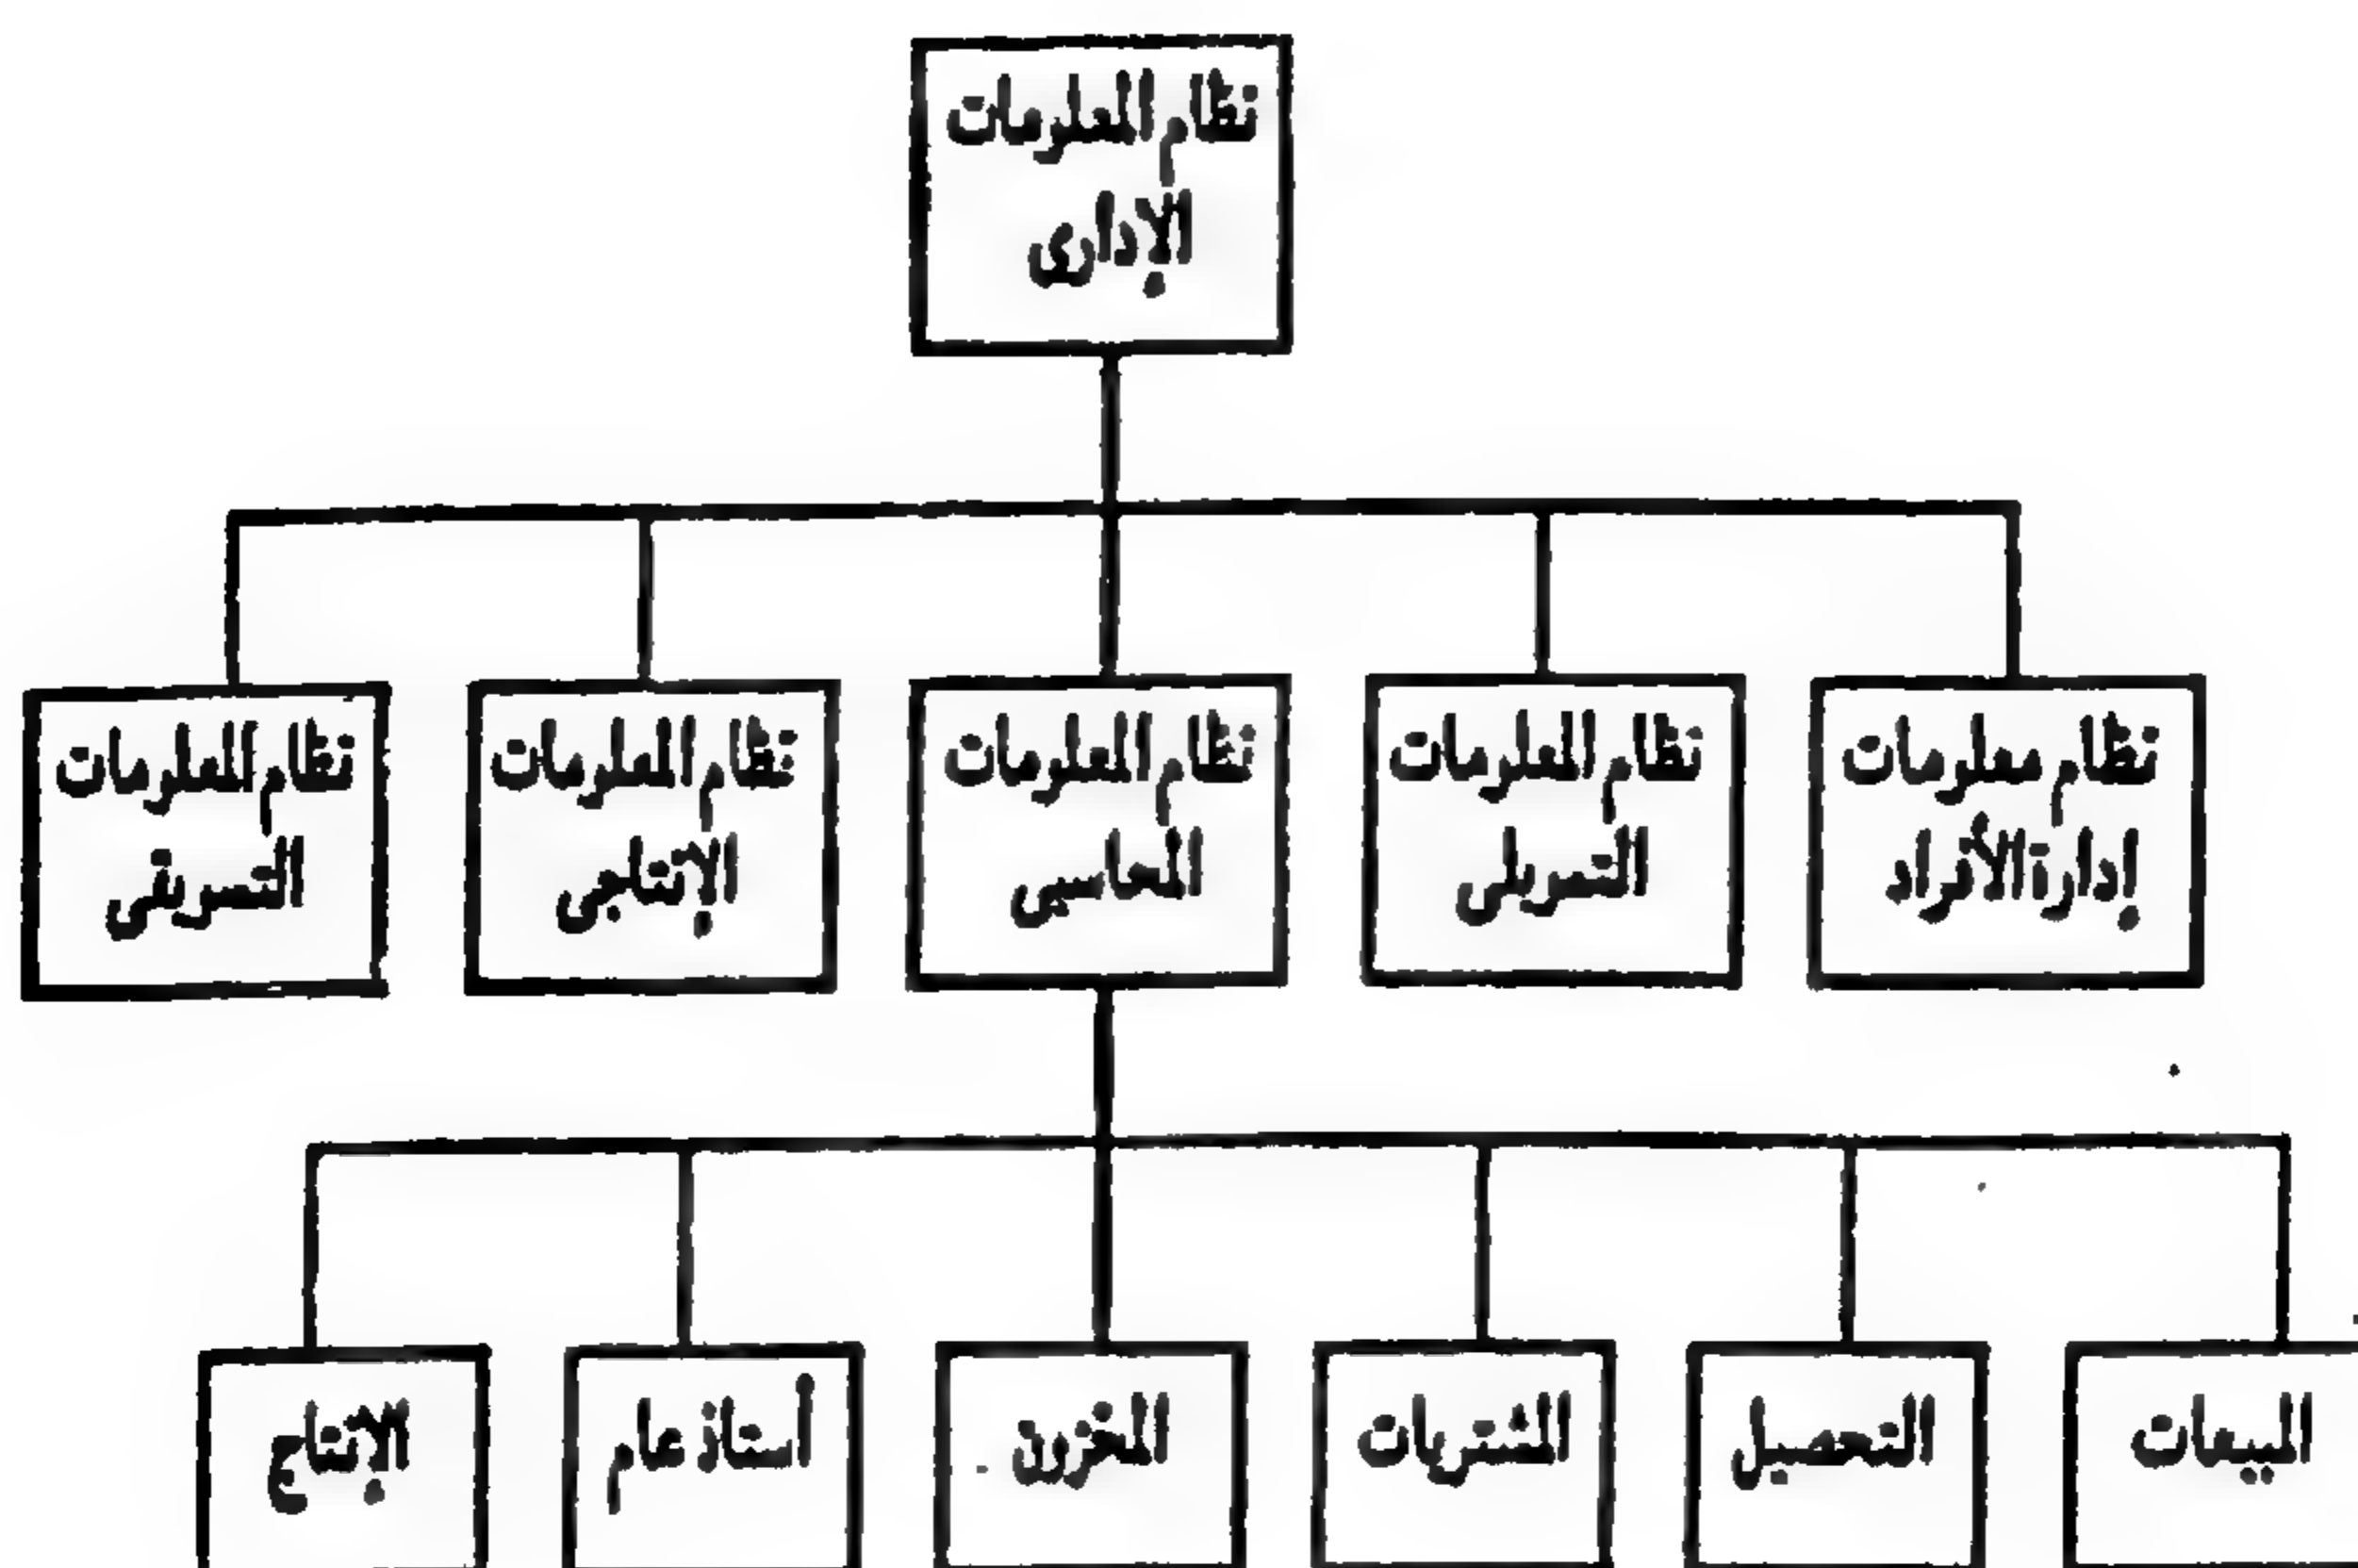 نظام المعلومات
الإدارى
نظام معلومات
إدارة الأفراد
نظام المعلومات
التمويلى
نظام المعلومات
المحاسبى
نظام المعلومات
الإنتاجى
نظام المعلومات
التسويقى
المبيعات
التحصيل
المشتريات
المخزون
أستاذ عام
الإنتاج